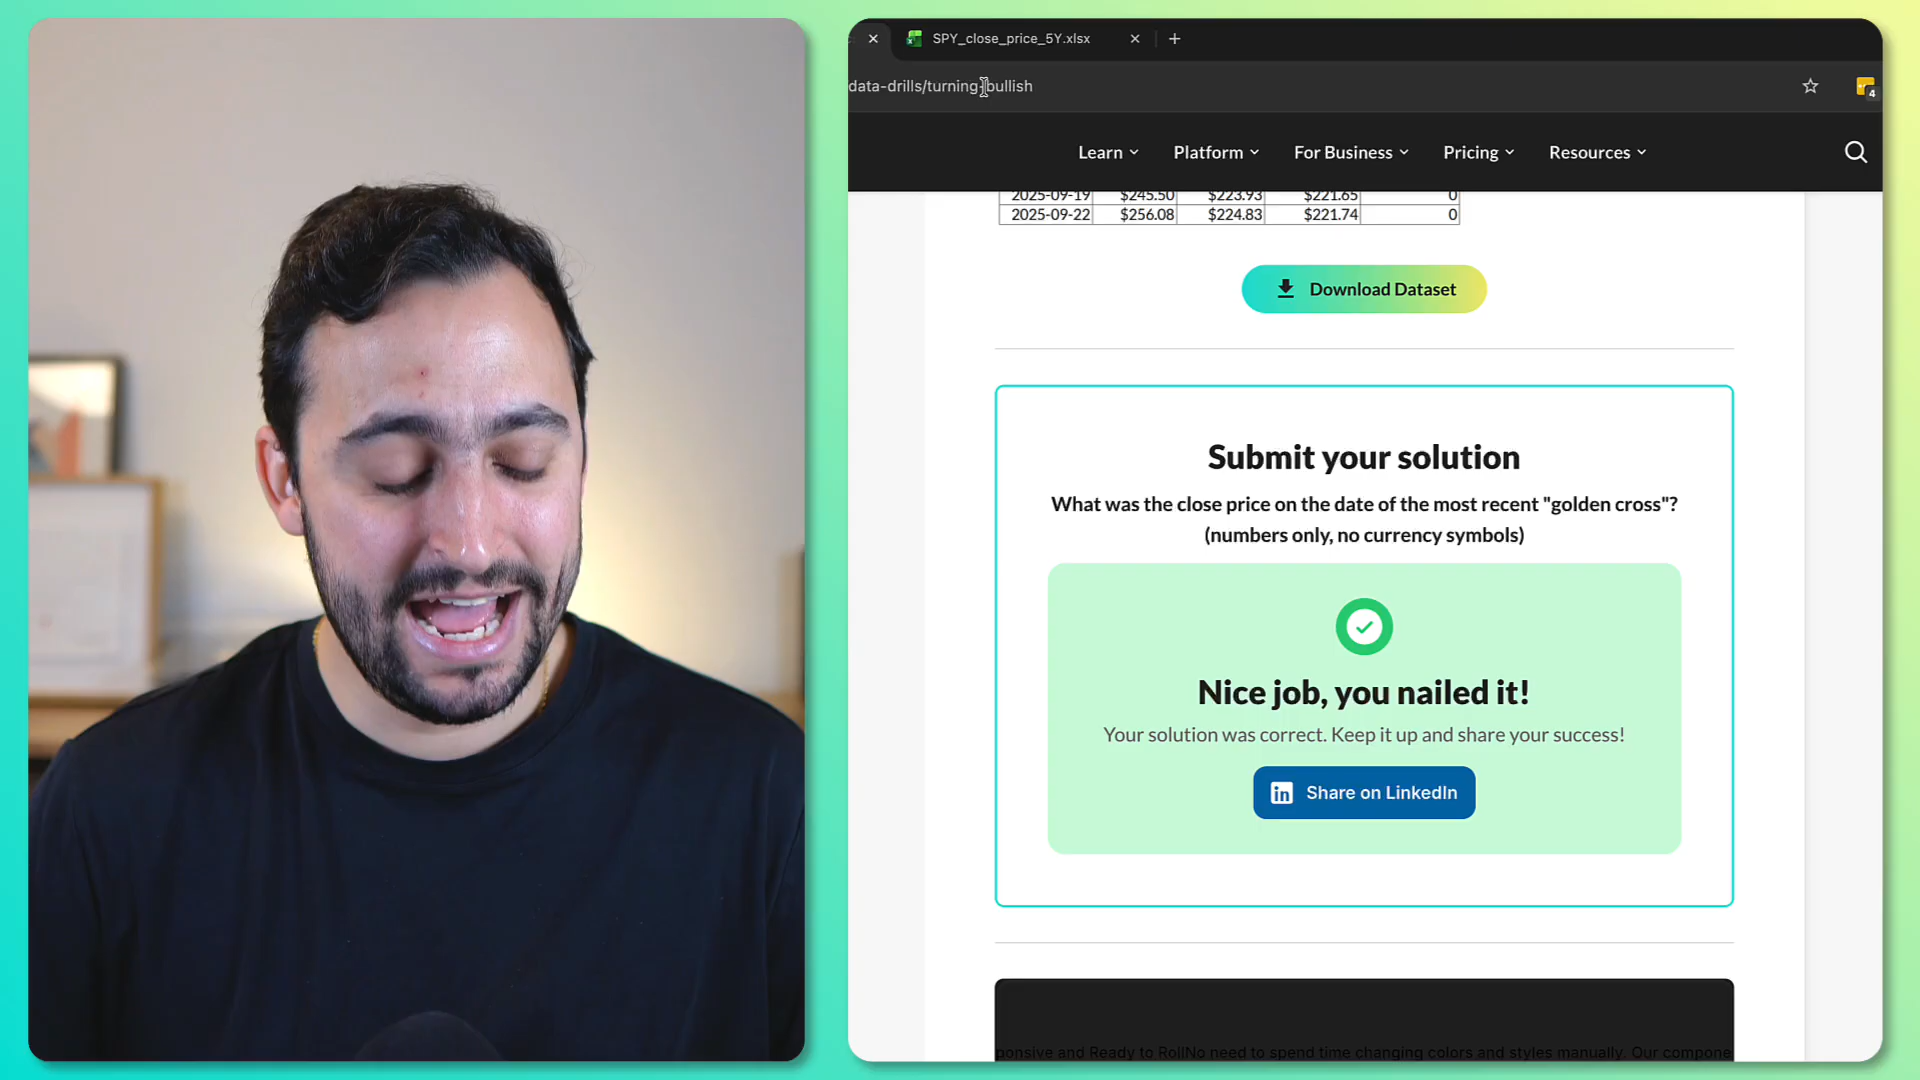 SPY_close_price_5Y.xlsx
data-drills/turning-bullish
4
Learn Platform For Business Pricing Resources
2025-09-19 $245.50 $223.93 $221.65 0
2025-09-22 $256.08 $224.83 $221.74 0
Download Dataset
Submit your solution
What was the close price on the date of the most recent "golden cross"?
(numbers only, no currency symbols)
Nice job, you nailed it!
Your solution was correct. Keep it up and share your success!
in Share on LinkedIn
ponsive and Ready to RollNo need to spend time changing colors and styles manually. Our compone